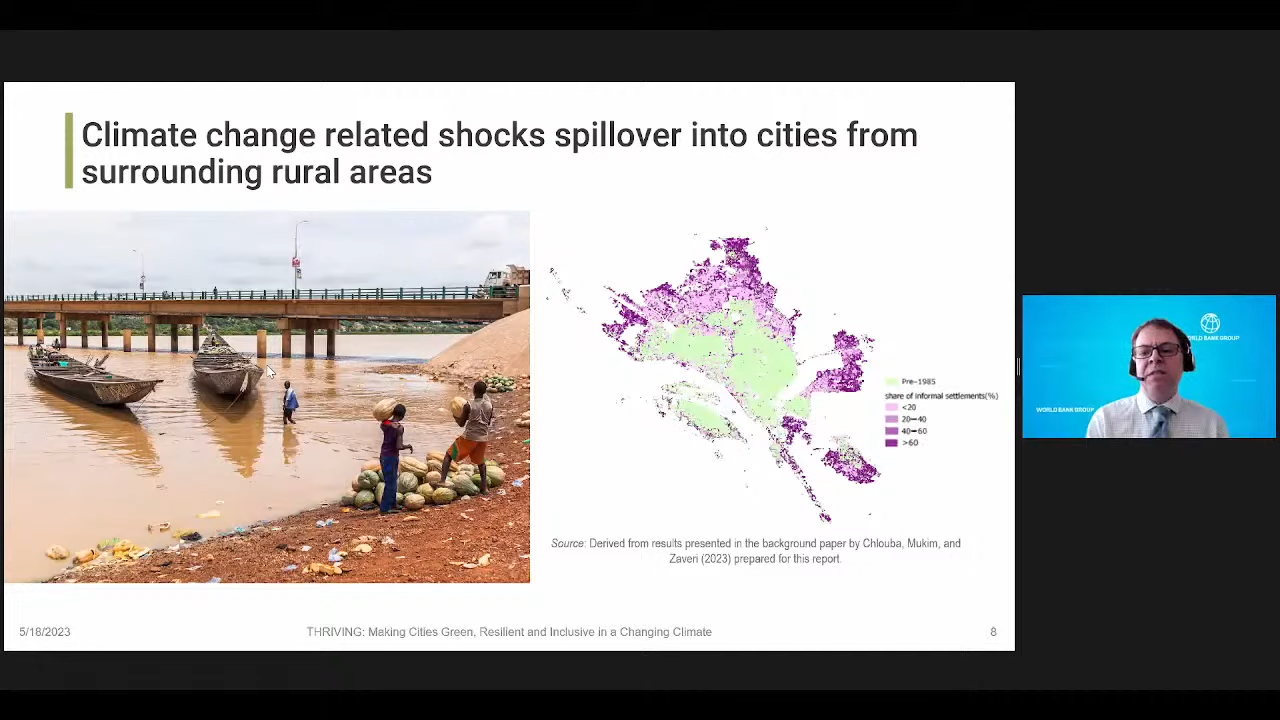 Climate change related shocks spillover into cities from
surrounding rural areas
Pre-1985
share of informal settlements(%)
<20
20-40
40-60
>60
Source: Derived from results presented in the background paper by Chlouba, Mukim, and
Zaveri (2023) prepared for this report.
5/18/2023
THRIVING: Making Cities Green, Resilient and Inclusive in a Changing Climate
8
WORLD BANK GROUP
WORLD BANK GROUP